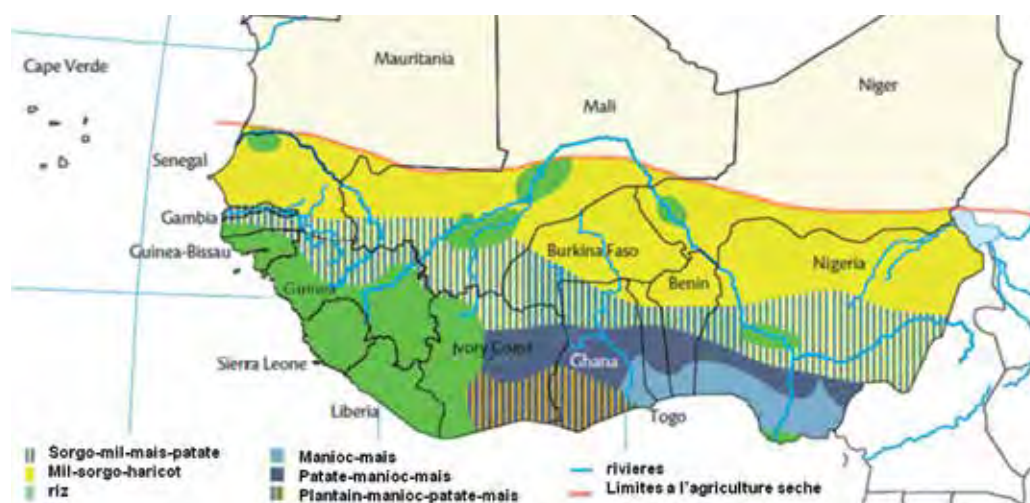 Cape Verde
Mauritania
Mali
Niger
Senegal
Gambia
Guinea-Bissau
Guinea
Burkina Faso
Benin
Nigeria
Ivory Coast
Ghana
Sierra Leone
Liberia
Togo
Sorgo-mil-mais-patate
Mil-sorgo-haricot
riz
Manioc-mais
Patate-manioc-mais
Plantain-manioc-patate-mais
rivieres
Limites a l'agriculture seche